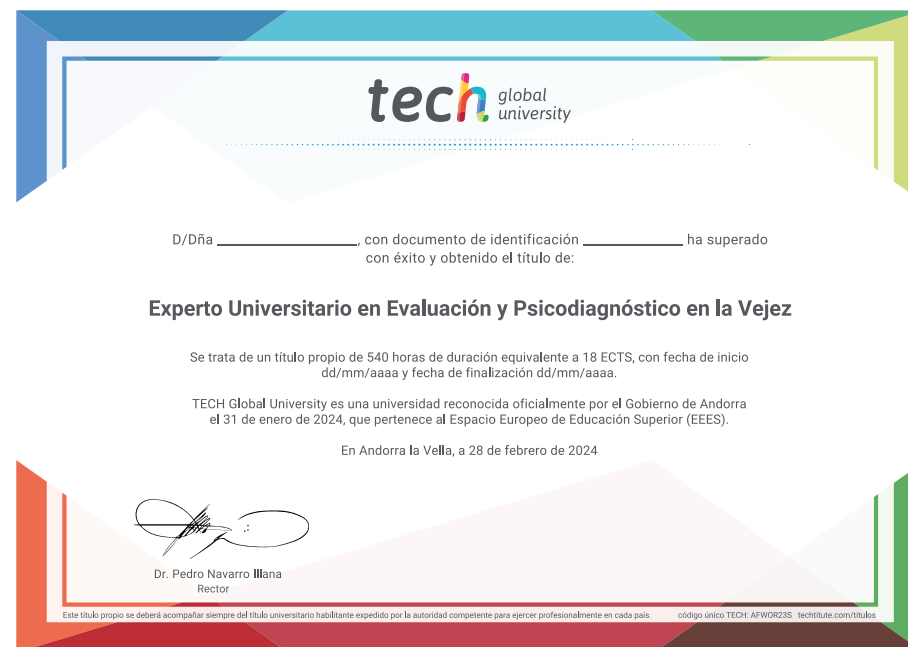 tech global university
D/Dña ________________, con documento de identificación ____________ ha superado
con éxito y obtenido el título de:
Experto Universitario en Evaluación y Psicodiagnóstico en la Vejez
Se trata de un título propio de 540 horas de duración equivalente a 18 ECTS, con fecha de inicio
dd/mm/aaaa y fecha de finalización dd/mm/aaaa.
TECH Global University es una universidad reconocida oficialmente por el Gobierno de Andorra
el 31 de enero de 2024, que pertenece al Espacio Europeo de Educación Superior (EEES).
En Andorra la Vella, a 28 de febrero de 2024
Dr. Pedro Navarro Illana
Rector
Este título propio se deberá acompañar siempre del título universitario habilitante expedido por la autoridad competente para ejercer profesionalmente en cada país. código único TECH: AFWOR23S techtitute.com/titulos